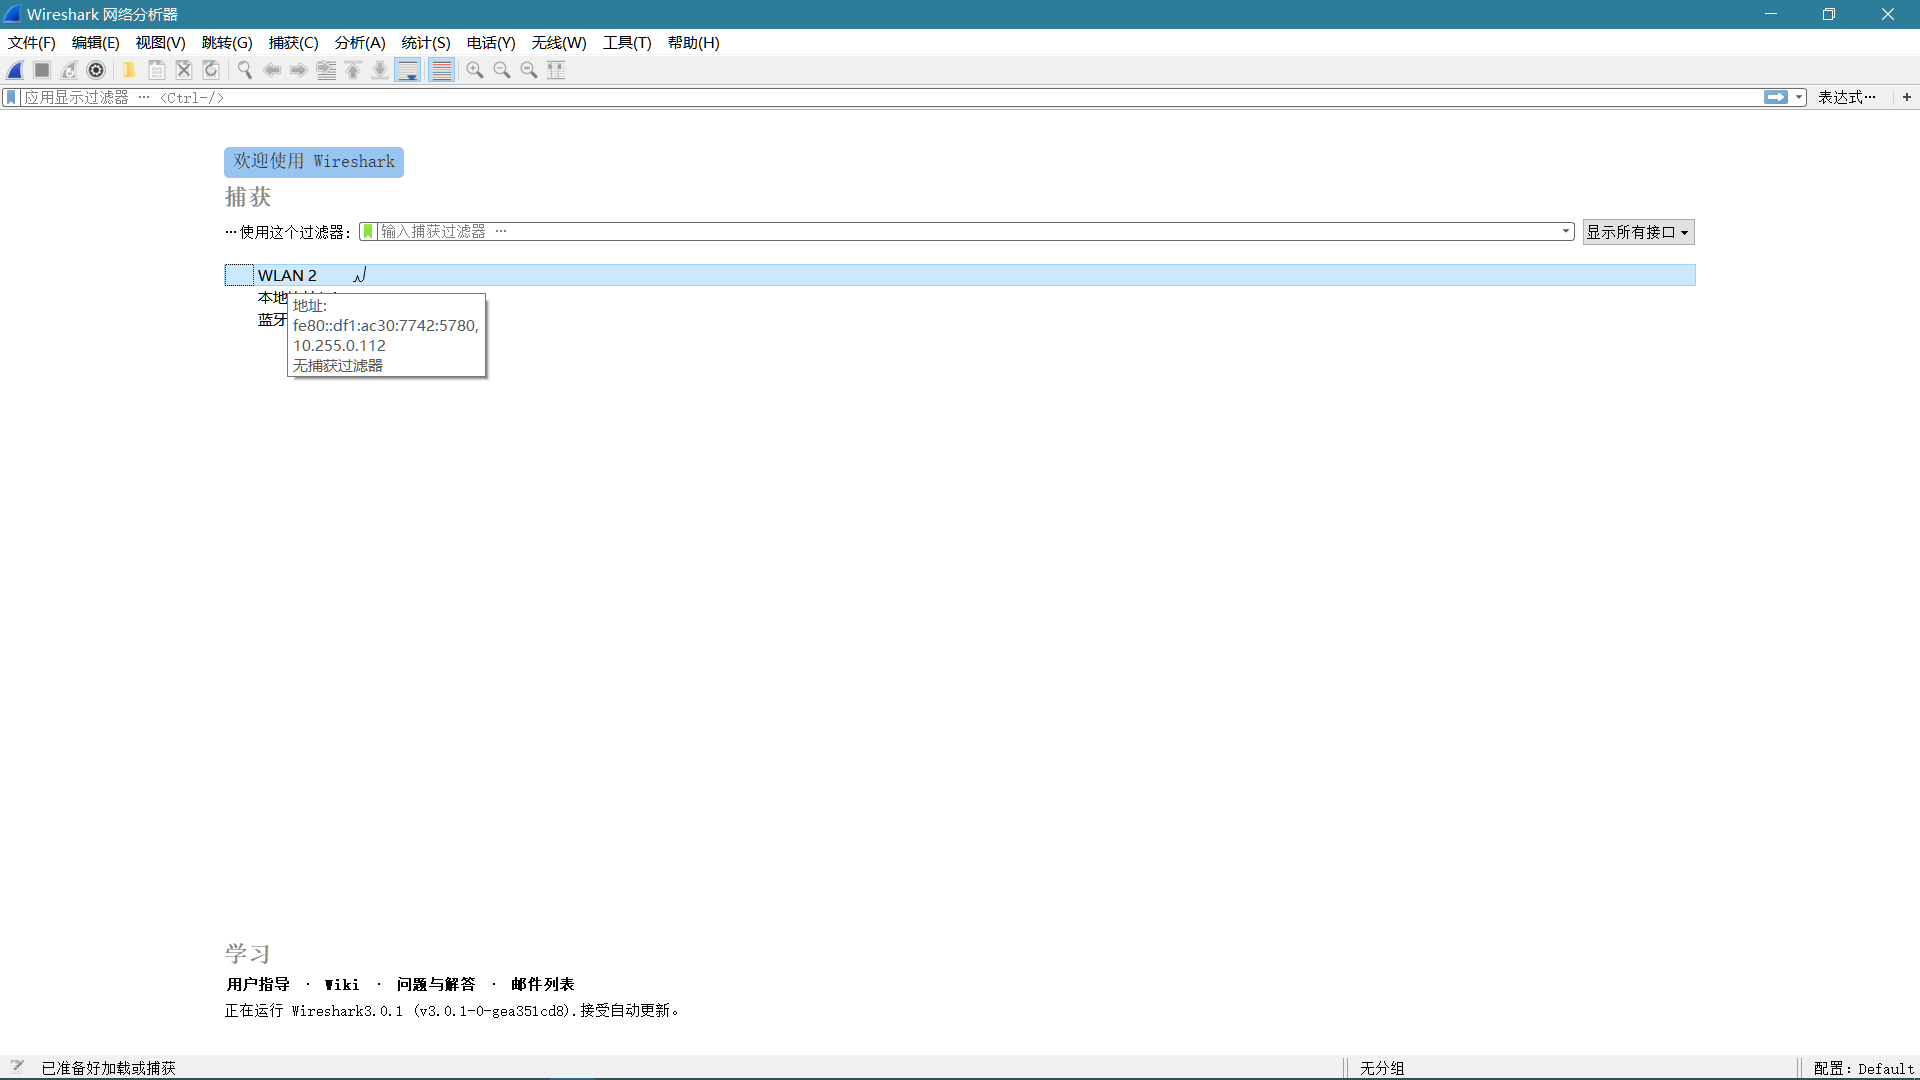 Wireshark 网络分析器
文件(F) 编辑(E) 视图(V) 跳转(G) 捕获(C) 分析(A) 统计(S) 电话(Y) 无线(W) 工具(T) 帮助(H)
应用显示过滤器 … <Ctrl-/> 表达式… +
欢迎使用 Wireshark
捕获
…使用这个过滤器: 输入捕获过滤器 … 显示所有接口
WLAN 2
本地
蓝牙
地址:
fe80::df1:ac30:7742:5780,
10.255.0.112
无捕获过滤器
学习
用户指导 · Wiki · 问题与解答 · 邮件列表
正在运行 Wireshark3.0.1 (v3.0.1-0-gea351cd8).接受自动更新。
已准备好加载或捕获 无分组 配置：Default